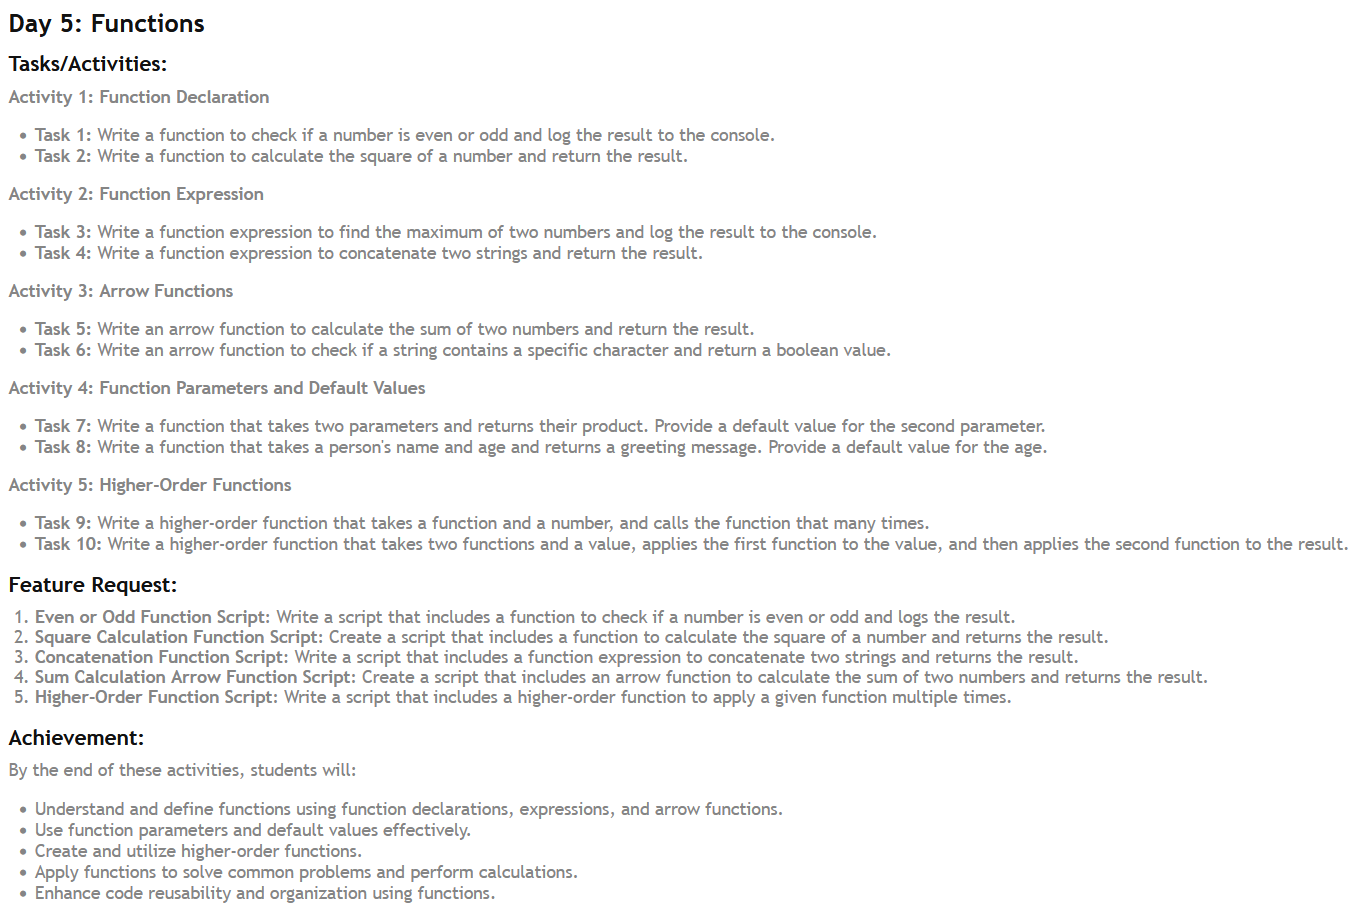 Day 5: Functions
Tasks/Activities:
Activity 1: Function Declaration
• Task 1: Write a function to check if a number is even or odd and log the result to the console.
• Task 2: Write a function to calculate the square of a number and return the result.
Activity 2: Function Expression
• Task 3: Write a function expression to find the maximum of two numbers and log the result to the console.
• Task 4: Write a function expression to concatenate two strings and return the result.
Activity 3: Arrow Functions
• Task 5: Write an arrow function to calculate the sum of two numbers and return the result.
• Task 6: Write an arrow function to check if a string contains a specific character and return a boolean value.
Activity 4: Function Parameters and Default Values
• Task 7: Write a function that takes two parameters and returns their product. Provide a default value for the second parameter.
• Task 8: Write a function that takes a person's name and age and returns a greeting message. Provide a default value for the age.
Activity 5: Higher-Order Functions
• Task 9: Write a higher-order function that takes a function and a number, and calls the function that many times.
• Task 10: Write a higher-order function that takes two functions and a value, applies the first function to the value, and then applies the second function to the result.
Feature Request:
1. Even or Odd Function Script: Write a script that includes a function to check if a number is even or odd and logs the result.
2. Square Calculation Function Script: Create a script that includes a function to calculate the square of a number and returns the result.
3. Concatenation Function Script: Write a script that includes a function expression to concatenate two strings and returns the result.
4. Sum Calculation Arrow Function Script: Create a script that includes an arrow function to calculate the sum of two numbers and returns the result.
5. Higher-Order Function Script: Write a script that includes a higher-order function to apply a given function multiple times.
Achievement:
By the end of these activities, students will:
• Understand and define functions using function declarations, expressions, and arrow functions.
• Use function parameters and default values effectively.
• Create and utilize higher-order functions.
• Apply functions to solve common problems and perform calculations.
• Enhance code reusability and organization using functions.